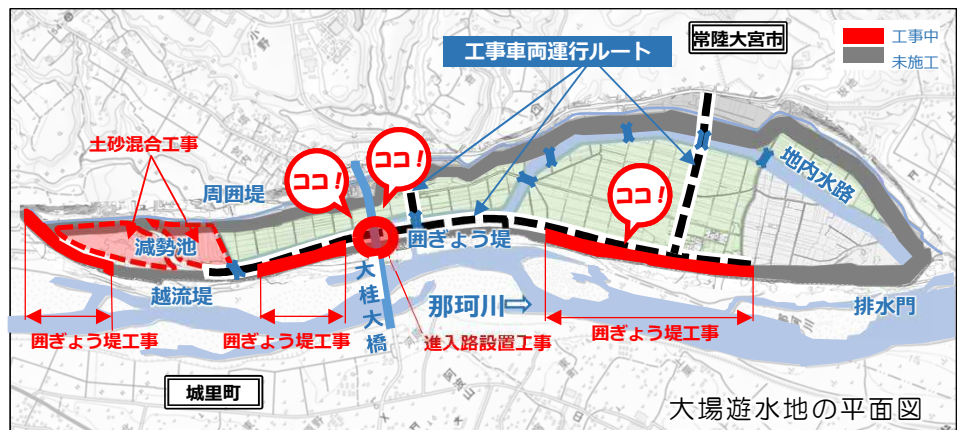 工事車両運行ルート
常陸大宮市
工事中
未施工
土砂混合工事
ココ!
ココ!
周囲堤
ココ!
地内水路
減勢池
囲ぎょう堤
越流堤
大桂大橋
那珂川⇨
排水門
囲ぎょう堤工事
囲ぎょう堤工事
進入路設置工事
囲ぎょう堤工事
城里町
大場遊水地の平面図